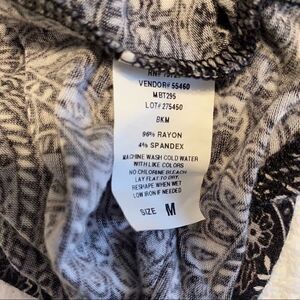 VENDOR# 55460
MBT295
LOT# 275450
BKM
96% RAYON
4% SPANDEX
MACHINE WASH COLD WATER
WITH LIKE COLORS
NO CHLORINE BLEACH
LAY FLAT TO DRY
RESHAPE WHEN WET
LOW IRON IF NEEDED
SIZE M